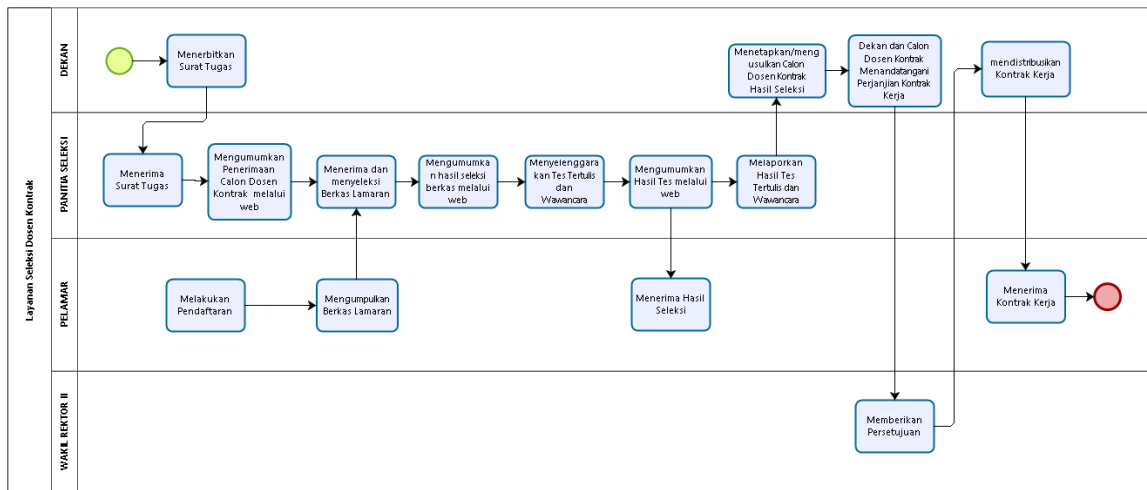 Layanan Seleksi Dosen Kontrak
DEKAN
Menerbitkan
Surat Tugas
Menetapkan/meng
usulkan Calon
Dosen Kontrak
Hasil Seleksi
Dekan dan Calon
Dosen Kontrak
Menandatangani
Perjanjian Kontrak
Kerja
mendistribusikan
Kontrak Kerja
PANITIA SELEKSI
Menerima
Surat Tugas
Mengumumkan
Penerimaan
Calon Dosen
Kontrak melalui
web
Menerima dan
menyeleksi
Berkas Lamaran
Mengumumka
n hasil seleksi
berkas melalui
web
Menyelenggara
kan Tes Tertulis
dan
Wawancara
Mengumumkan
Hasil Tes melalui
web
Melaporkan
Hasil Tes
Tertulis dan
Wawancara
PELAMAR
Melakukan
Pendaftaran
Mengumpulkan
Berkas Lamaran
Menerima Hasil
Seleksi
Menerima
Kontrak Kerja
WAKIL REKTOR II
Memberikan
Persetujuan